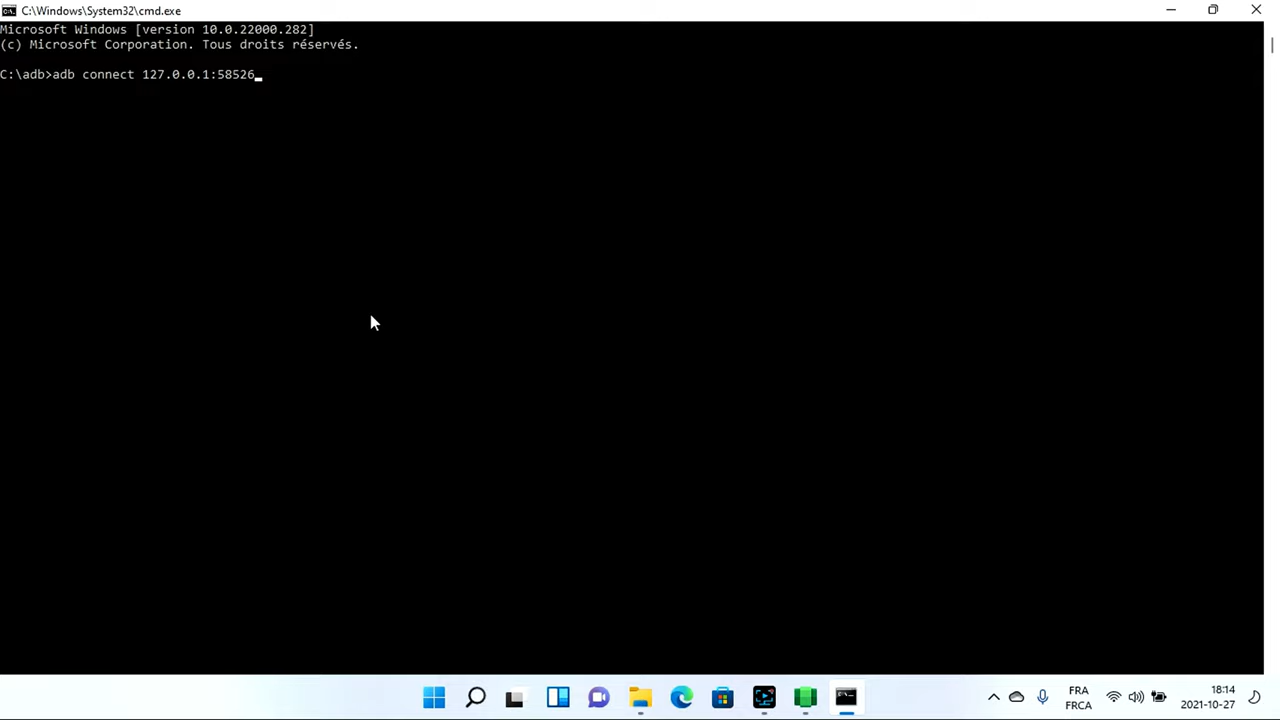 C:\Windows\System32\cmd.exe
Microsoft Windows [version 10.0.22000.282]
(c) Microsoft Corporation. Tous droits réservés.
C:\adb>adb connect 127.0.0.1:58526
FRA
FRCA
18:14
2021-10-27